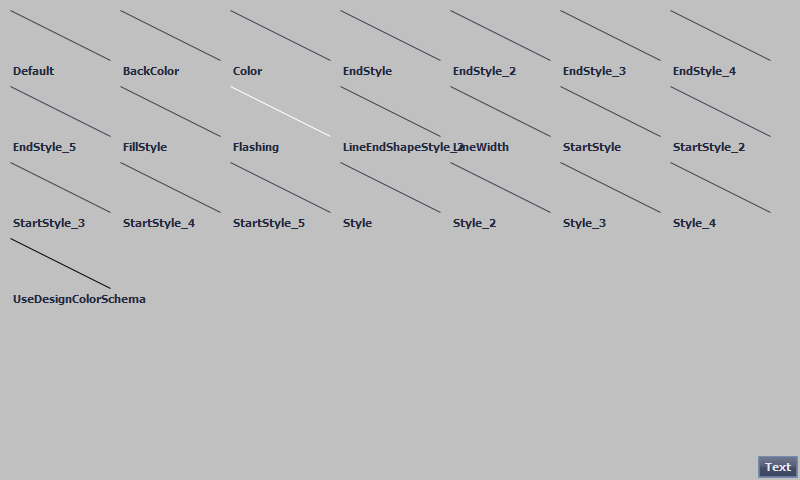 Default BackColor Color EndStyle EndStyle_2 EndStyle_3 EndStyle_4
EndStyle_5 FillStyle Flashing LineEndShapeStyle_2 LineWidth StartStyle StartStyle_2
StartStyle_3 StartStyle_4 StartStyle_5 Style Style_2 Style_3 Style_4
UseDesignColorSchema
Text